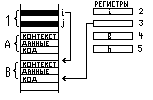 РЕГИСТРЫ
1 i
j
i 2
3
А КОНТЕКСТ
ДАННЫЕ
КОД
В 4
h 5
В КОНТЕКСТ
ДАННЫЕ
КОД